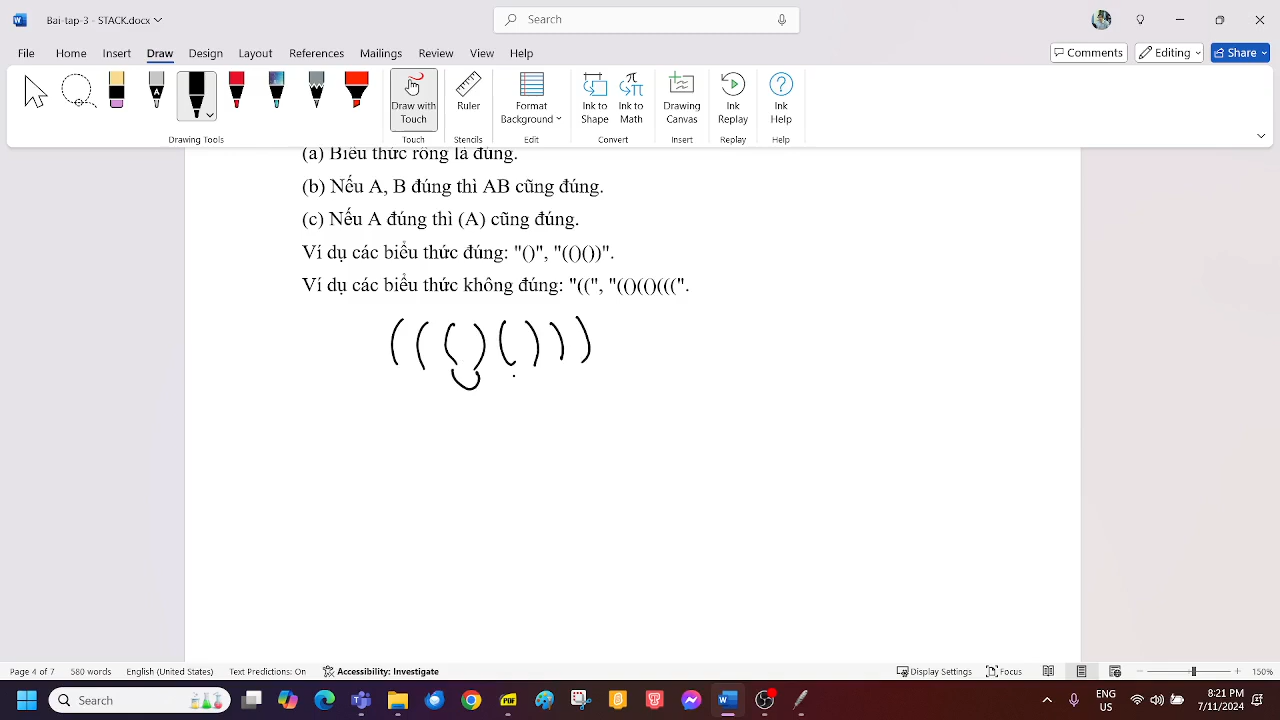 Bai-tap-3 - STACK.docx
Search
File Home Insert Draw Design Layout References Mailings Review View Help
Comments Editing Share
Draw with Touch
Ruler
Format Background
Ink to Shape
Ink to Math
Drawing Canvas
Ink Replay
Ink Help
Drawing Tools Touch Stencils Edit Convert Insert Replay Help
(a) Biểu thức rỗng là đúng.
(b) Nếu A, B đúng thì AB cũng đúng.
(c) Nếu A đúng thì (A) cũng đúng.
Ví dụ các biểu thức đúng: "()", "(()())".
Ví dụ các biểu thức không đúng: "((", "(()(()(((".
((()()))
Page 4 of 7 580 words English (United States) Text Predictions: On Accessibility: Investigate Display Settings Focus 150%
Search ENG 8:21 PM
US 7/11/2024